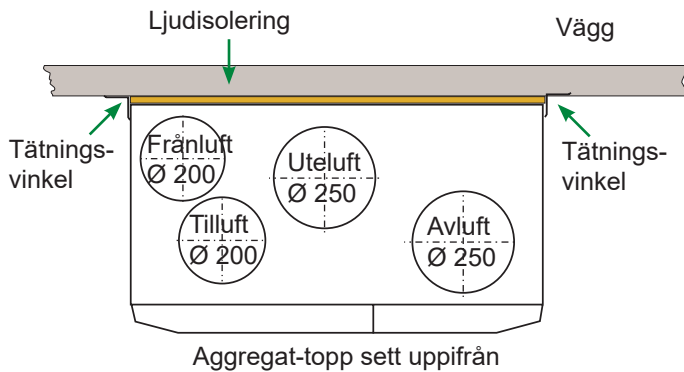 Ljudisolering
Vägg
Tätnings-
vinkel
Frånluft
Ø 200
Uteluft
Ø 250
Tätnings-
vinkel
Tilluft
Ø 200
Avluft
Ø 250
Aggregat-topp sett uppifrån